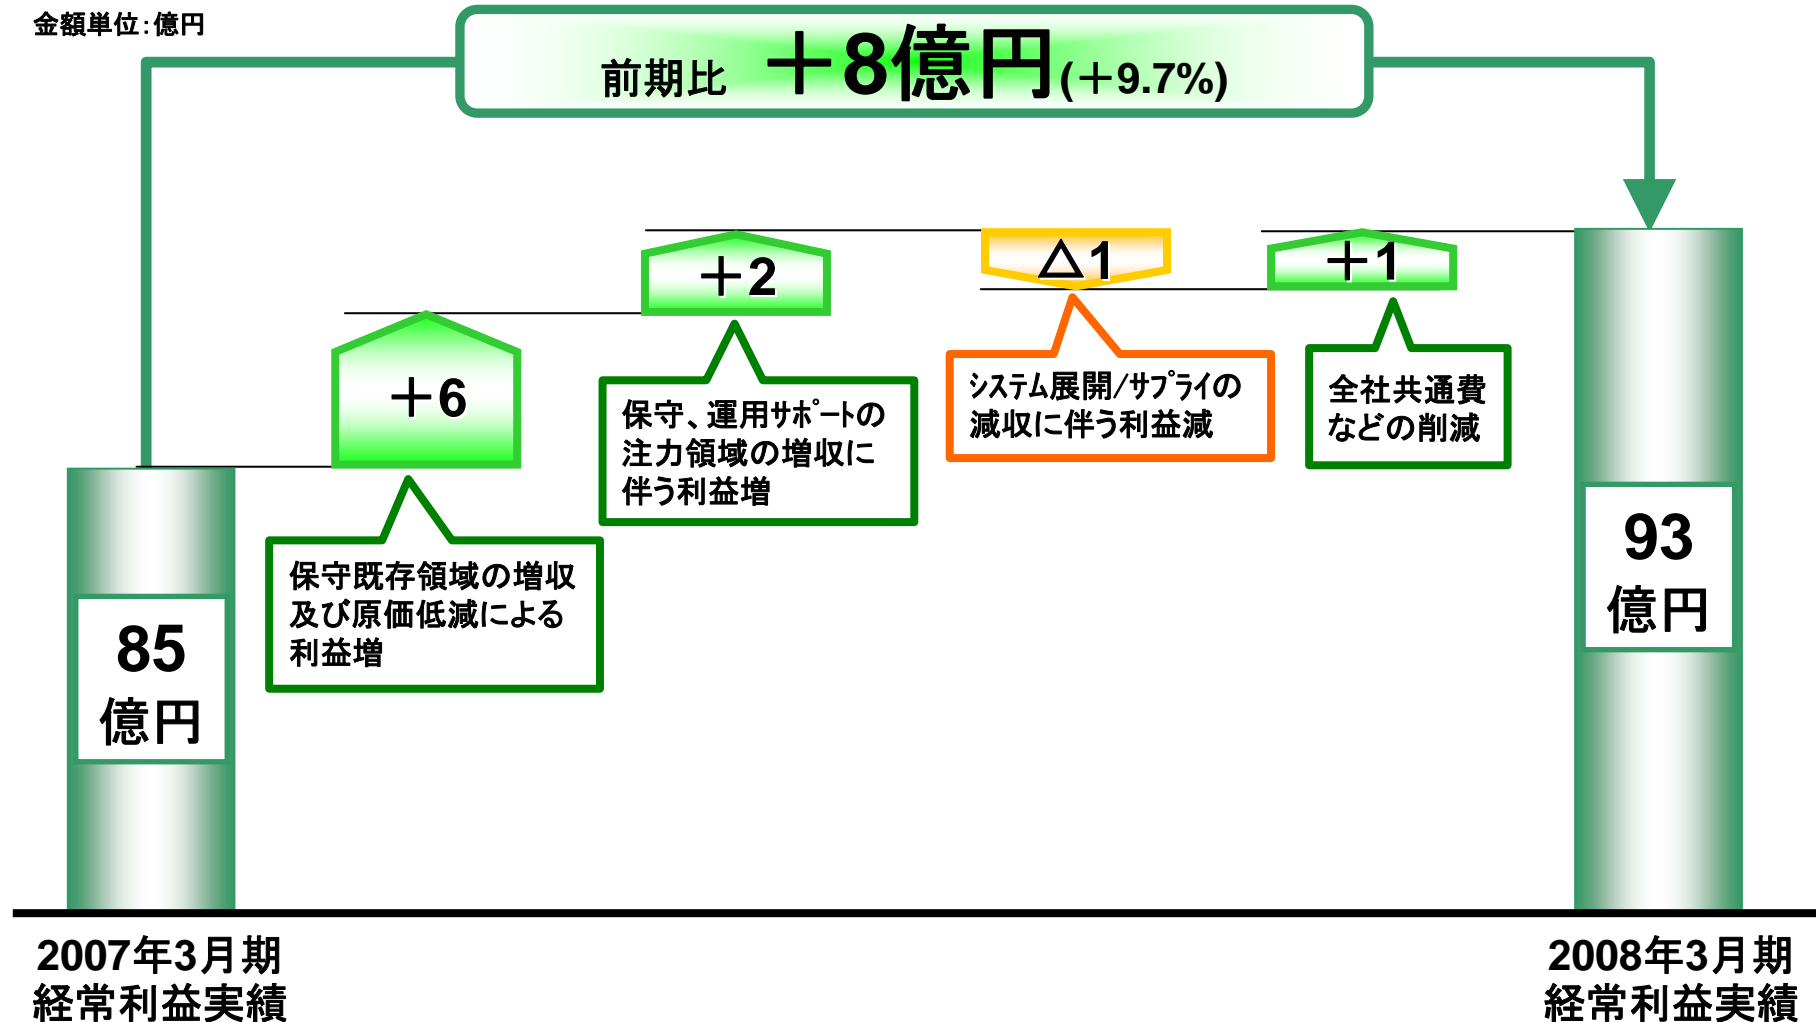 金額単位：億円
前期比 ＋8億円(＋9.7%)
＋2
△1
＋1
＋6
ｼｽﾃﾑ展開/ｻﾌﾟﾗｲの
減収に伴う利益減
全社共通費
などの削減
保守、運用ｻﾎﾟｰﾄの
注力領域の増収に
伴う利益増
保守既存領域の増収
及び原価低減による
利益増
85
億円
93
億円
2007年3月期
経常利益実績
2008年3月期
経常利益実績